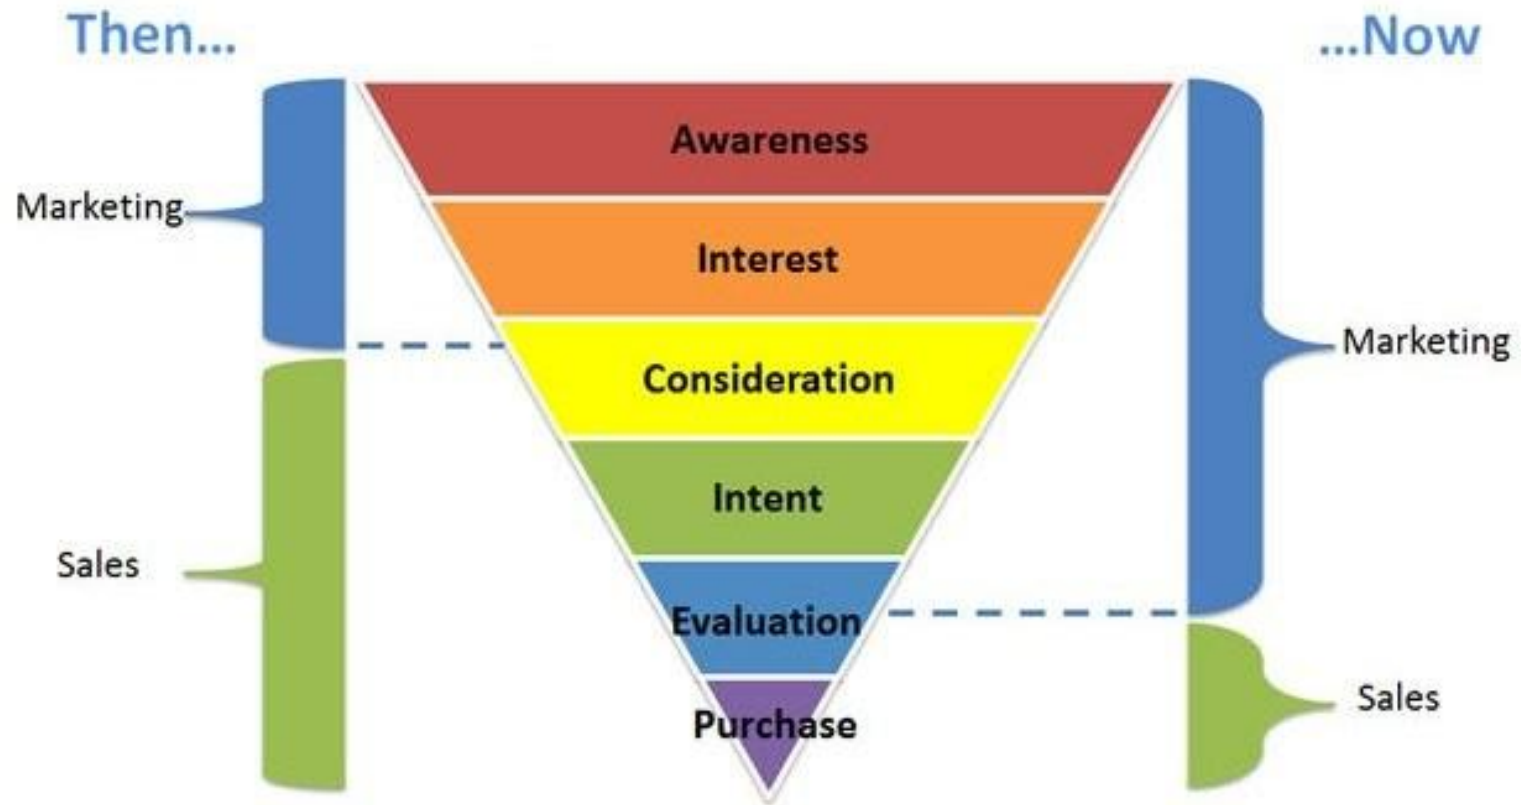 Then...
...Now
Awareness
Marketing
Interest
Marketing
Consideration
Intent
Sales
Evaluation
Sales
Purchase